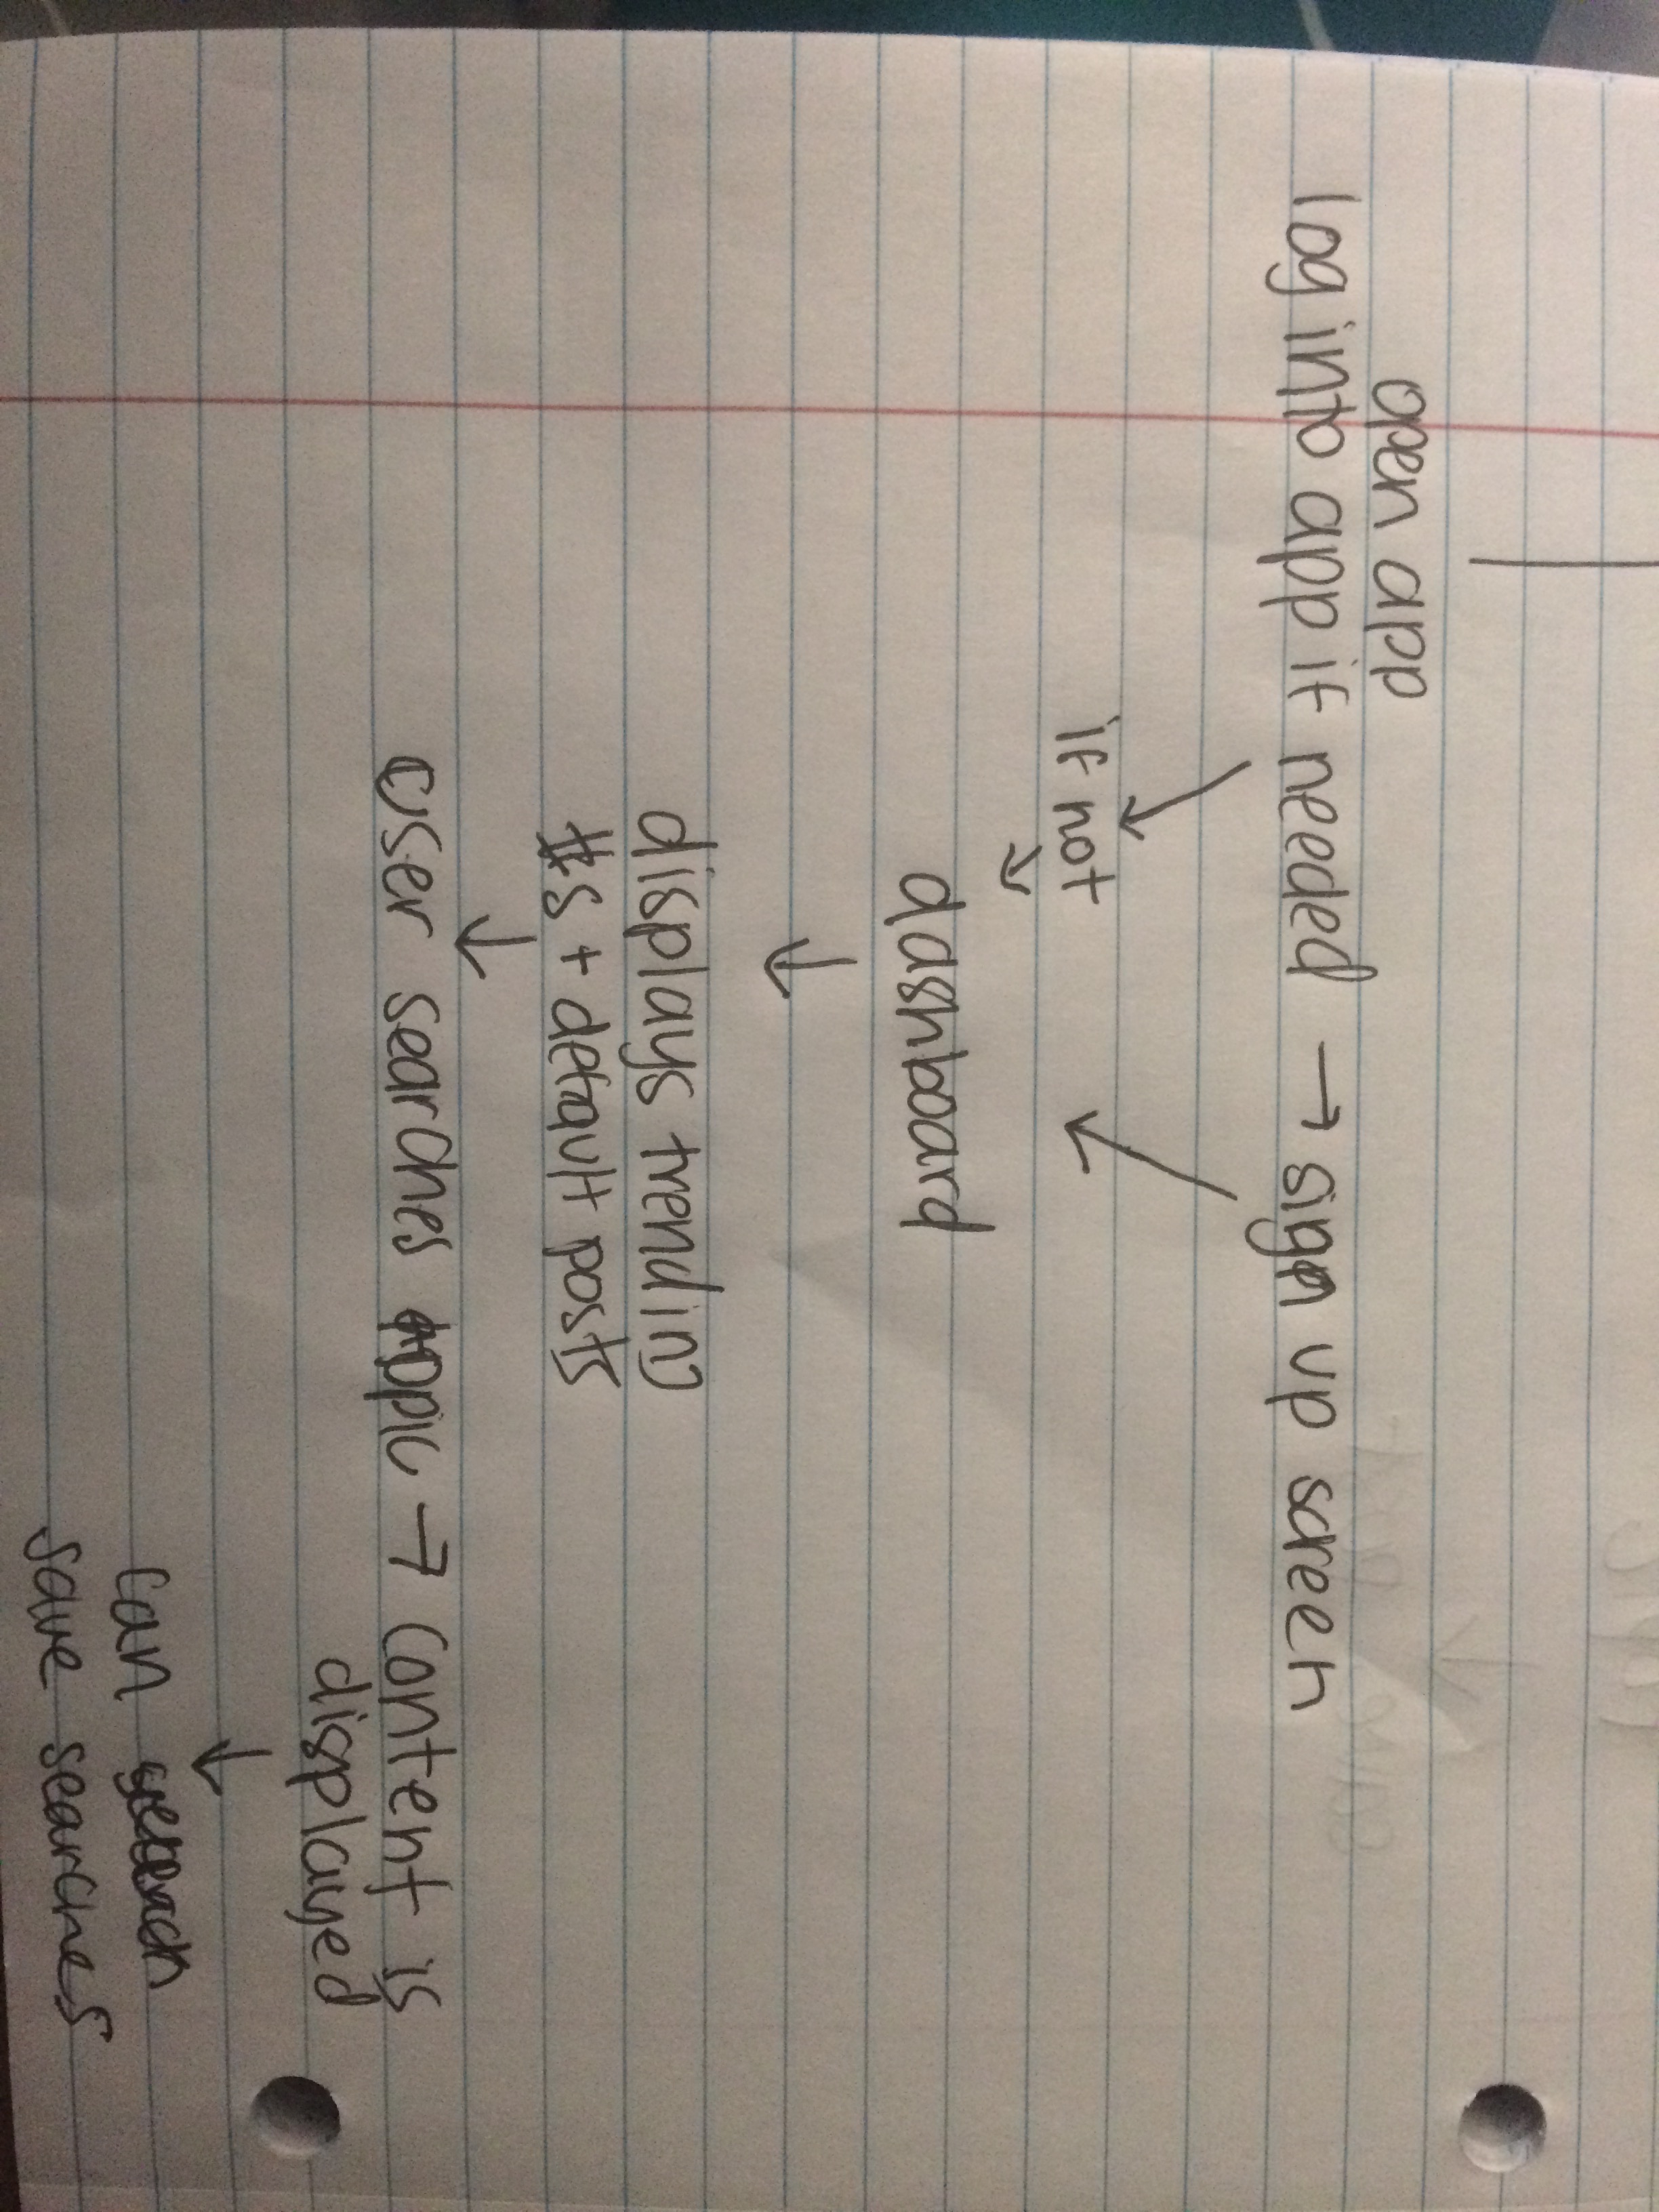 open app
log into app if needed → sign up screen
if not
dashboard
displays trending
#s + default posts
user searches topic → content is
displayed
can
save searches